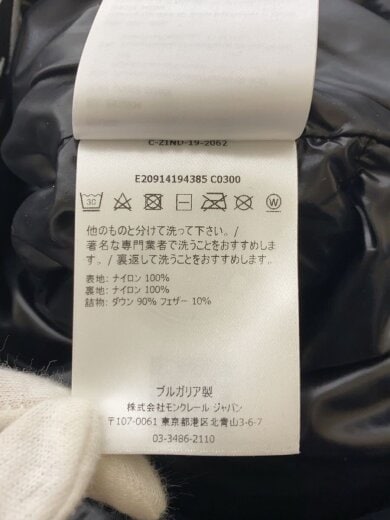 C-ZIND-19-2062
E20914194385 C0300
30
W
他のものと分けて洗って下さい。/
著名な専門業者で洗うことをおすすめしま
す。/ 裏返して洗うことをおすすめします。
表地: ナイロン 100%
裏地: ナイロン 100%
詰物: ダウン 90% フェザー 10%
ブルガリア製
株式会社モンクレール ジャパン
〒107-0061 東京都港区北青山3-6-7
03-3486-2110